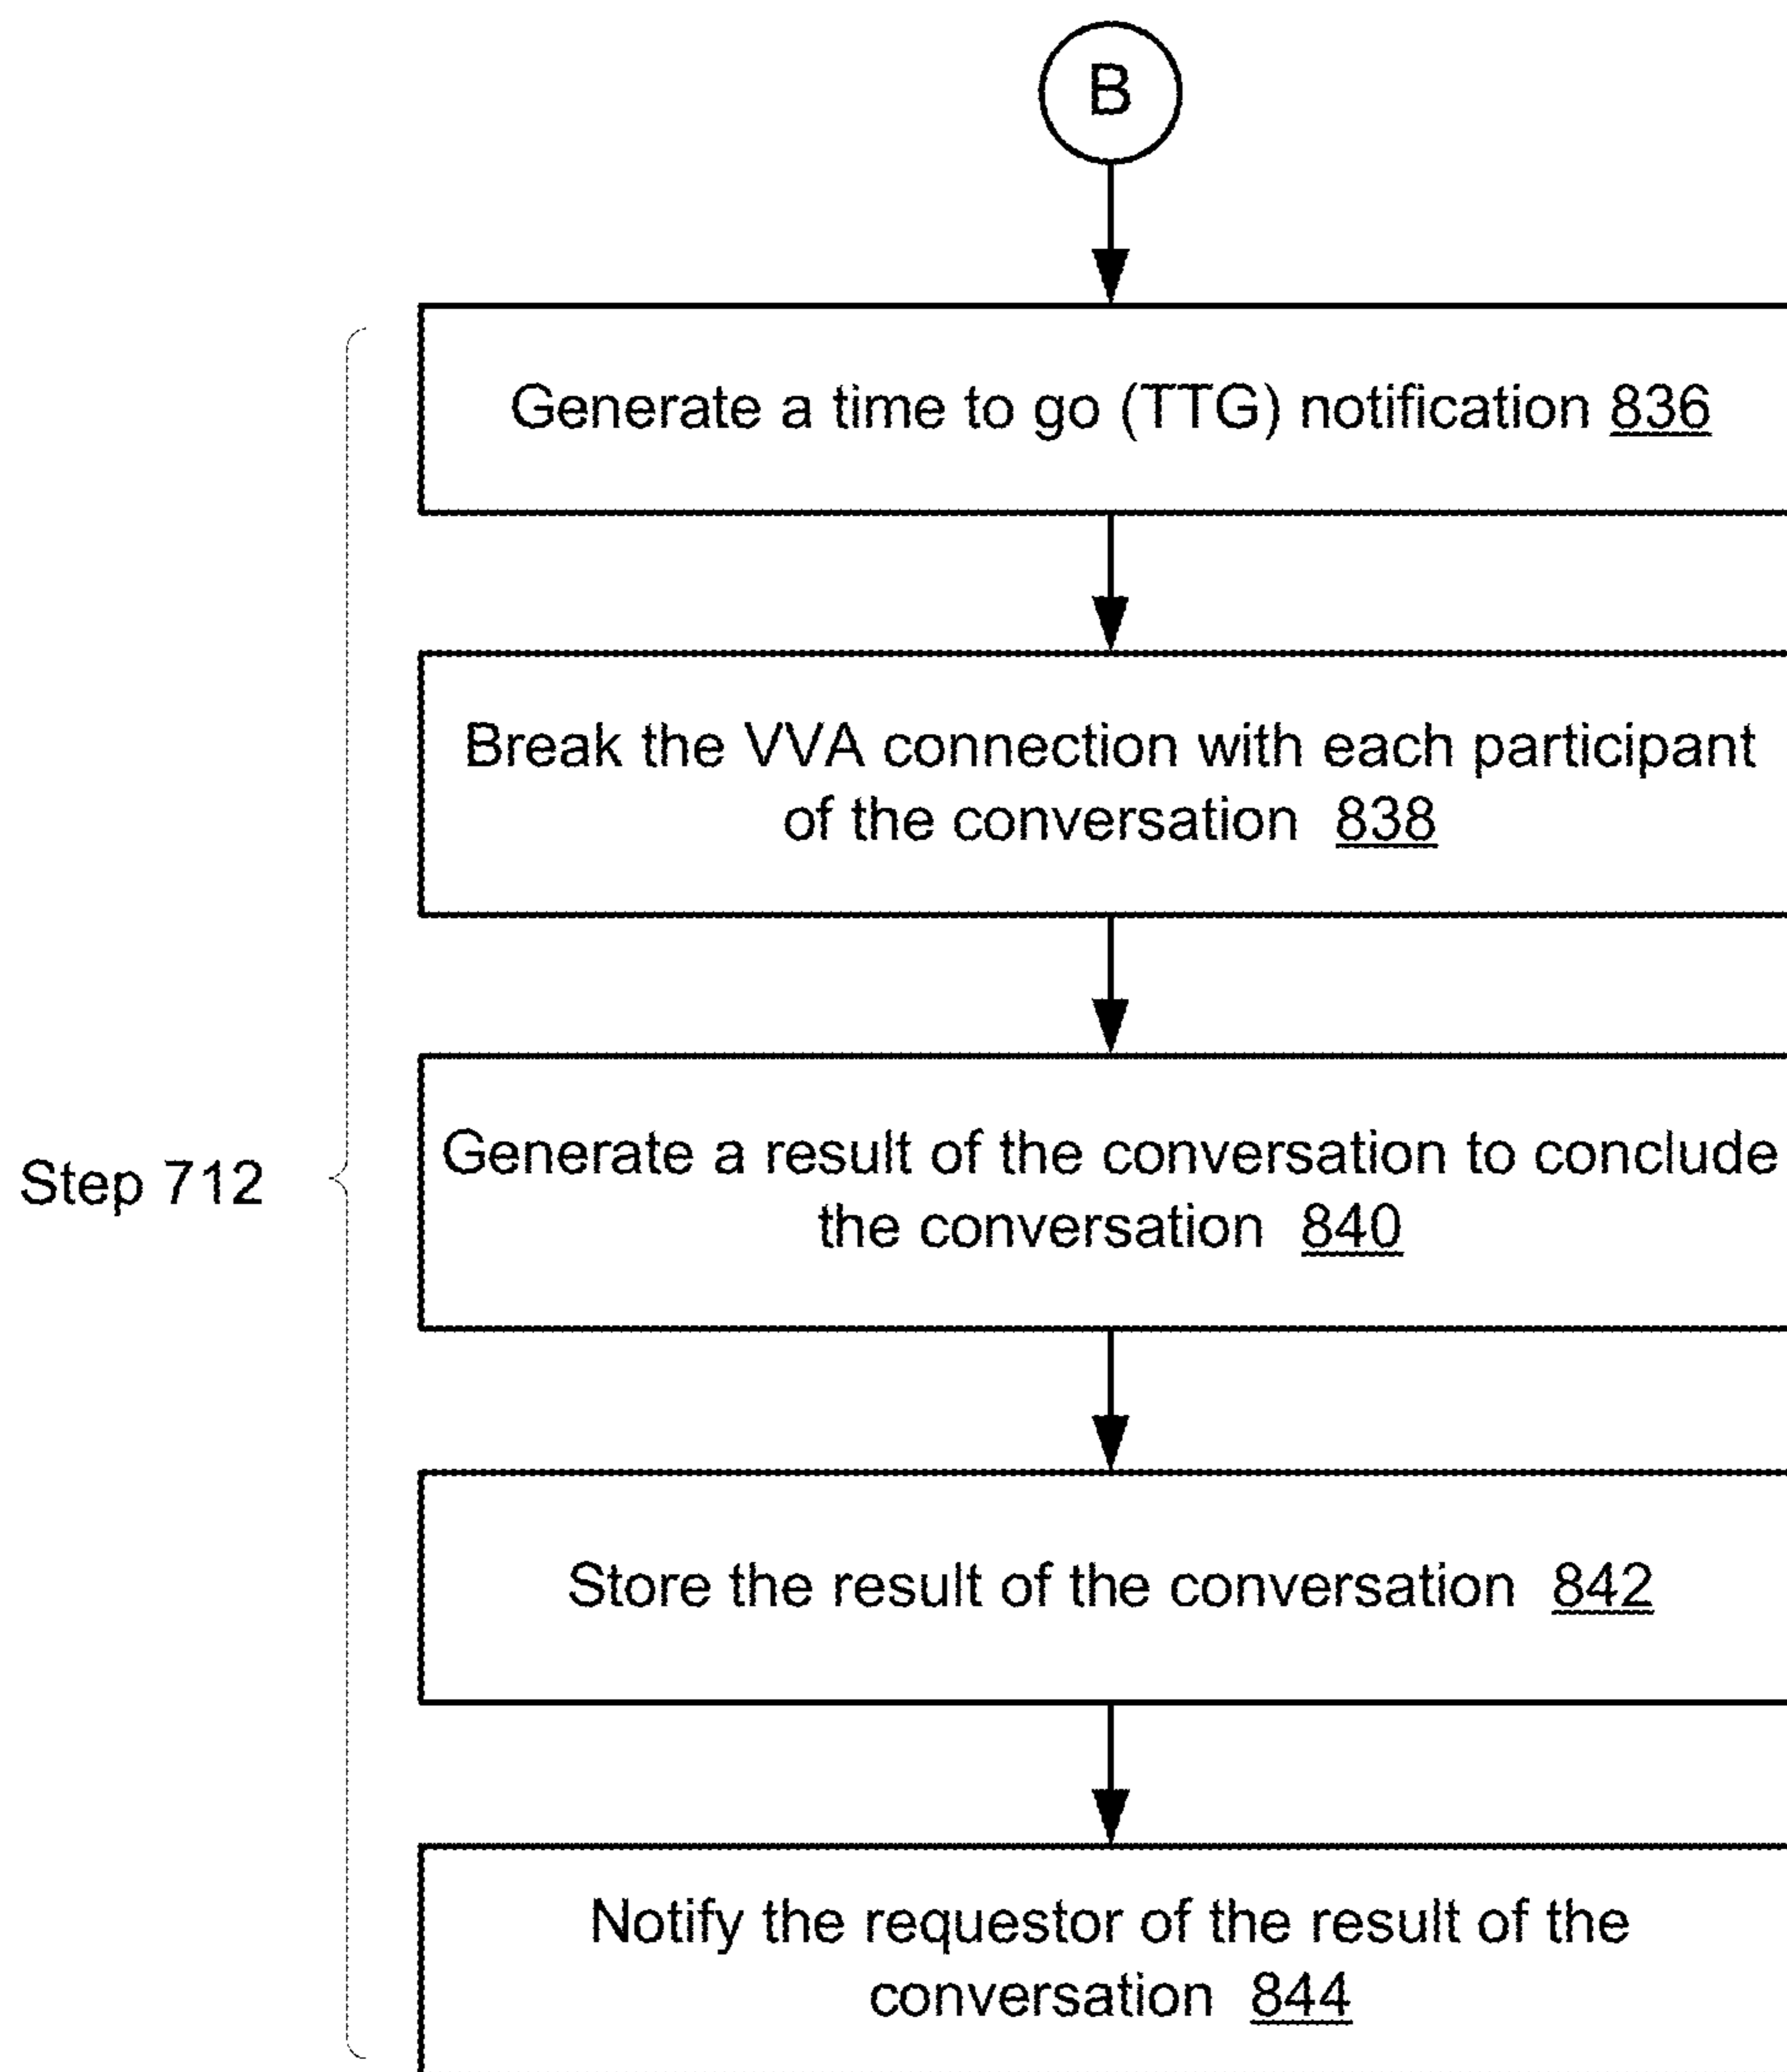 B
Generate a time to go (TTG) notification 836
Break the VVA connection with each participant
of the conversation 838
Step 712
Generate a result of the conversation to conclude
the conversation 840
Store the result of the conversation 842
Notify the requestor of the result of the
conversation 844